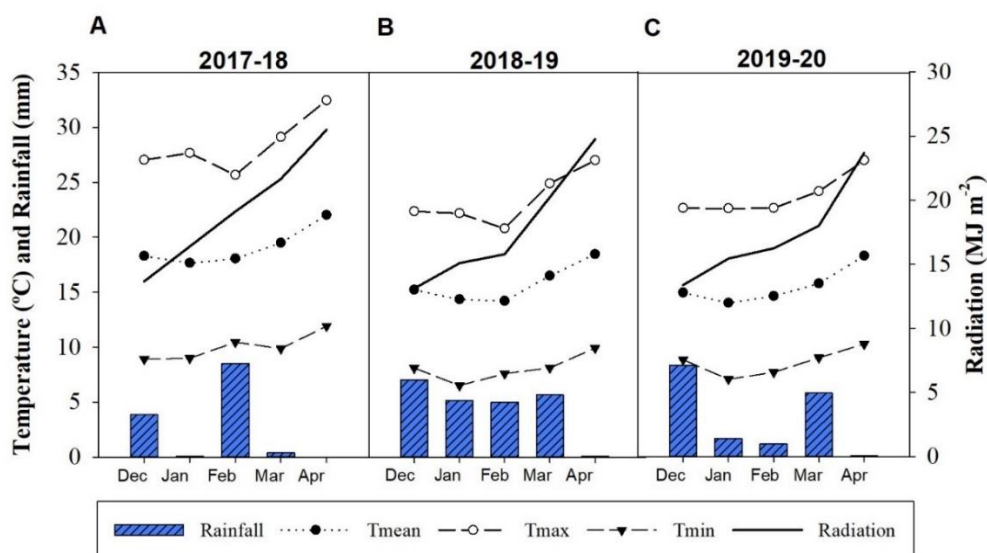 A B C
2017-18 2018-19 2019-20
Temperature (ºC) and Rainfall (mm)
35
30
25
20
15
10
5
0
30
25
20
15
10
5
0
Radiation (MJ m-2)
Dec Jan Feb Mar Apr Dec Jan Feb Mar Apr Dec Jan Feb Mar Apr
Rainfall Tmean Tmax Tmin Radiation